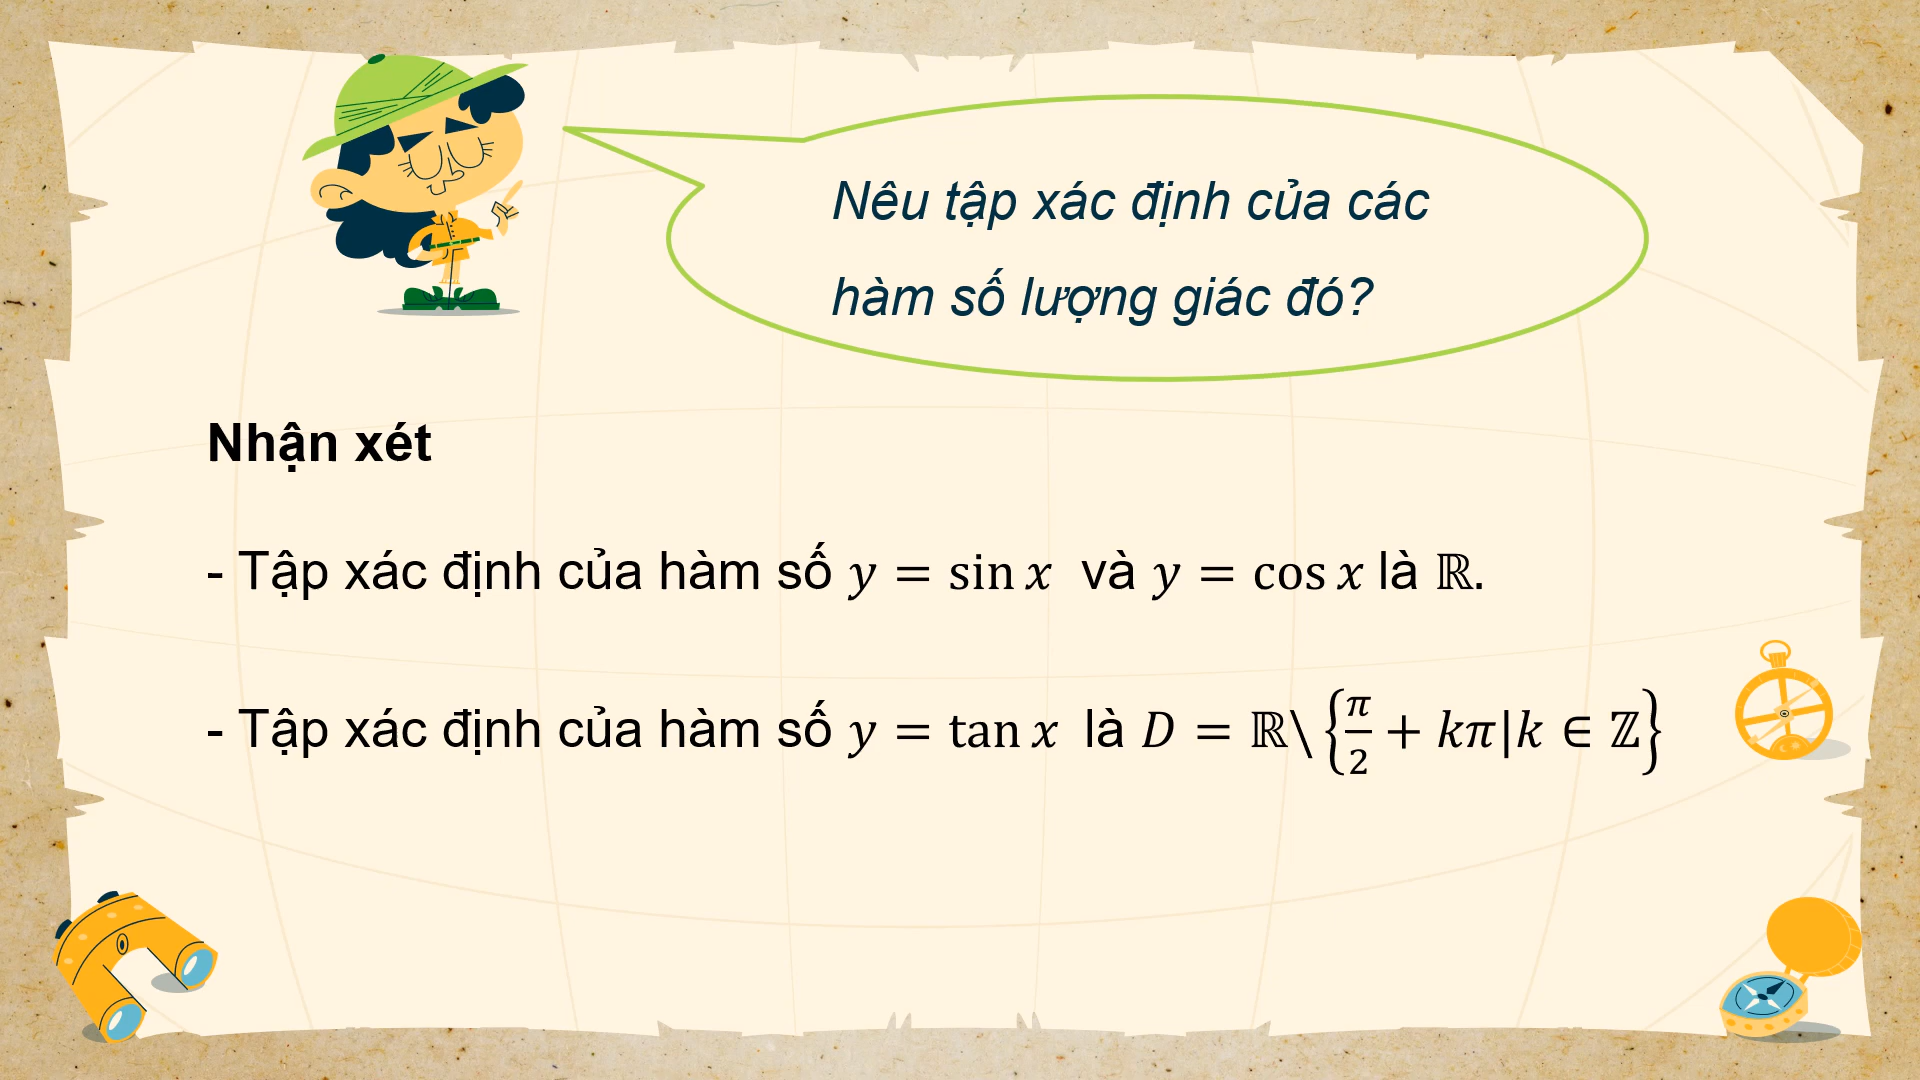 Nêu tập xác định của các
hàm số lượng giác đó?
Nhận xét
- Tập xác định của hàm số 𝑦 = sin 𝑥 và 𝑦 = cos 𝑥 là ℝ.
- Tập xác định của hàm số 𝑦 = tan 𝑥 là 𝐷 = ℝ\{𝜋/2 + 𝑘𝜋|𝑘 ∈ ℤ}